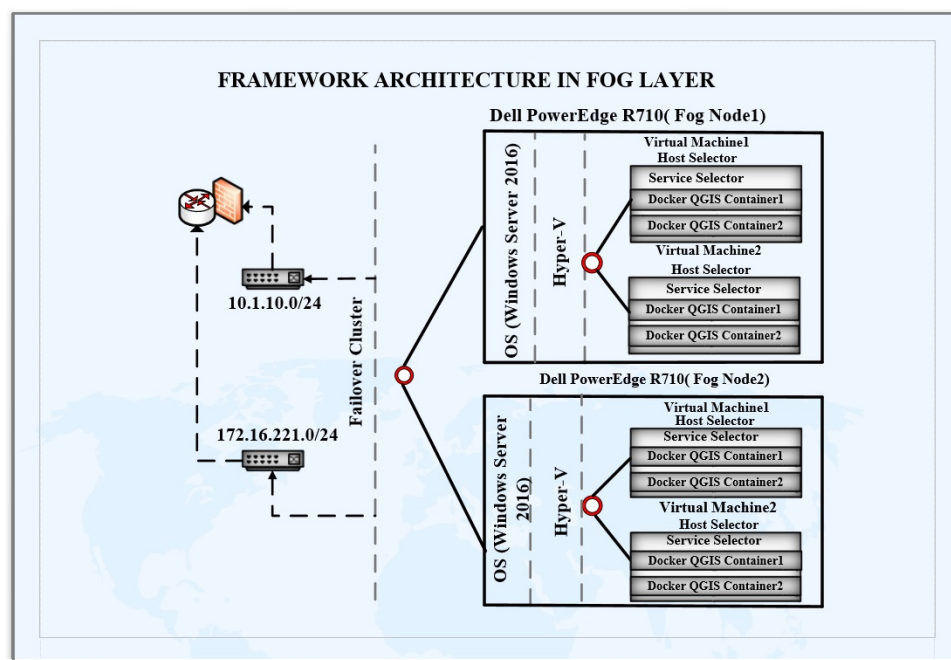 FRAMEWORK ARCHITECTURE IN FOG LAYER
Dell PowerEdge R710( Fog Node1)
10.1.10.0/24
172.16.221.0/24
Failover Cluster
OS (Windows Server 2016)
Hyper-V
Virtual Machine1
Host Selector
Service Selector
Docker QGIS Container1
Docker QGIS Container2
Virtual Machine2
Host Selector
Service Selector
Docker QGIS Container1
Docker QGIS Container2
Dell PowerEdge R710( Fog Node2)
OS (Windows Server
2016)
Hyper-V
Virtual Machine1
Host Selector
Service Selector
Docker QGIS Container1
Docker QGIS Container2
Virtual Machine2
Host Selector
Service Selector
Docker QGIS Container1
Docker QGIS Container2